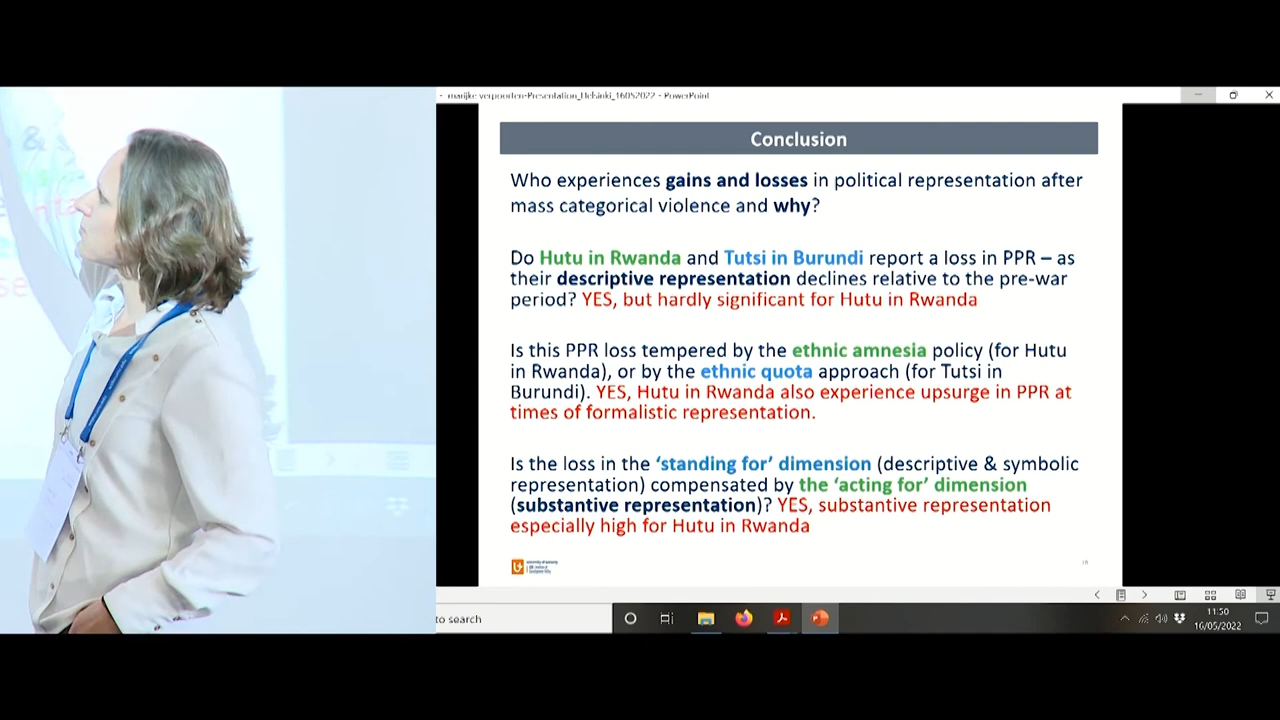 marijke verpoorten-Presentation_Helsinki_16052022 - PowerPoint
Conclusion
Who experiences gains and losses in political representation after
mass categorical violence and why?
Do Hutu in Rwanda and Tutsi in Burundi report a loss in PPR – as
their descriptive representation declines relative to the pre-war
period? YES, but hardly significant for Hutu in Rwanda
Is this PPR loss tempered by the ethnic amnesia policy (for Hutu
in Rwanda), or by the ethnic quota approach (for Tutsi in
Burundi). YES, Hutu in Rwanda also experience upsurge in PPR at
times of formalistic representation.
Is the loss in the ‘standing for’ dimension (descriptive & symbolic
representation) compensated by the ‘acting for’ dimension
(substantive representation)? YES, substantive representation
especially high for Hutu in Rwanda
to search
11:50
16/05/2022